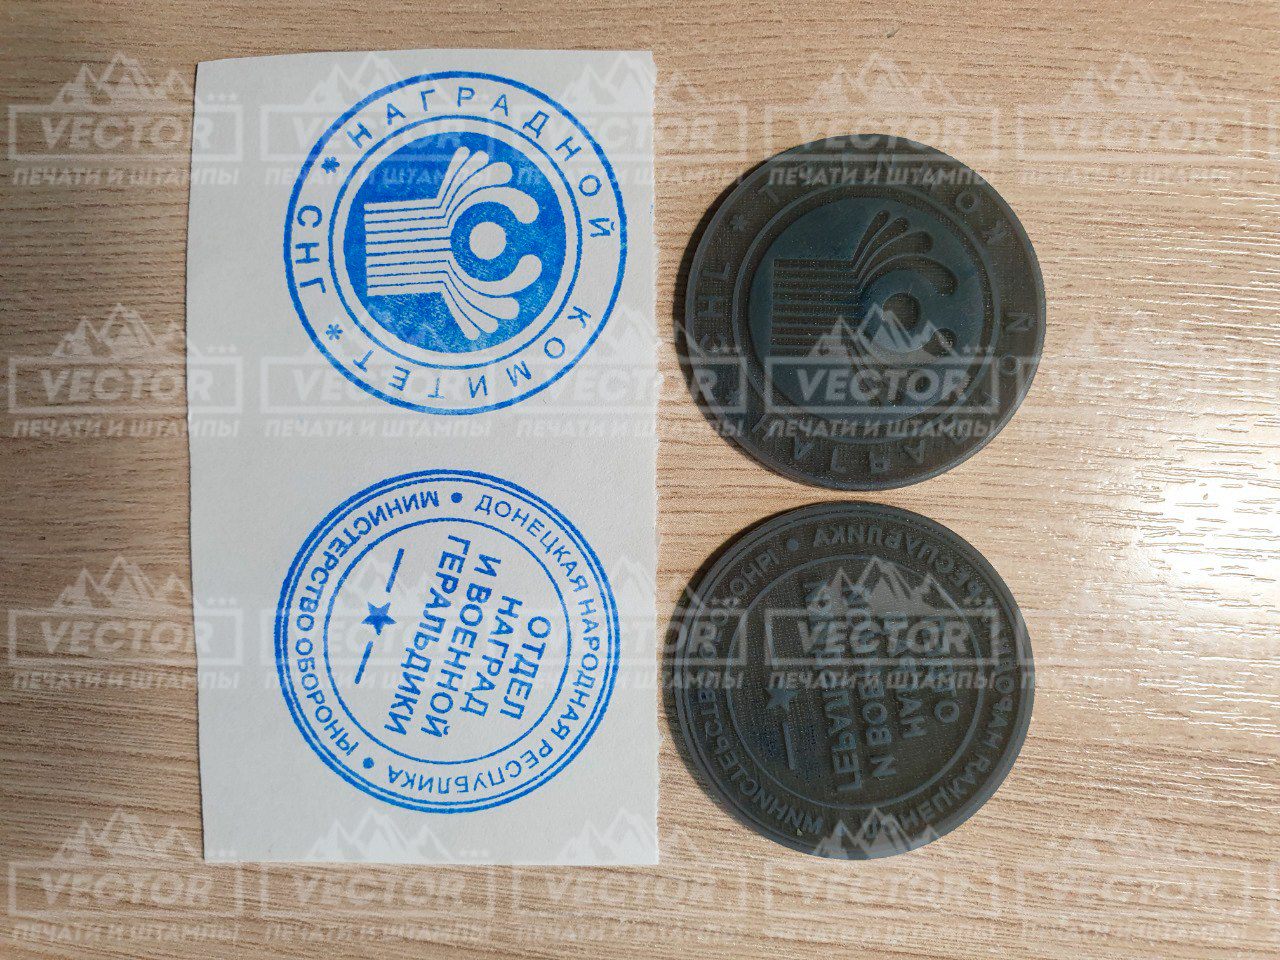 * НАГРАДНОЙ КОМИТЕТ *
СНГ
• ДОНЕЦКАЯ НАРОДНАЯ РЕСПУБЛИКА •
МИНИСТЕРСТВО ОБОРОНЫ
ОТДЕЛ
НАГРАД
И ВОЕННОЙ
ГЕРАЛЬДИКИ
VECTOR
ПЕЧАТИ И ШТАМПЫ